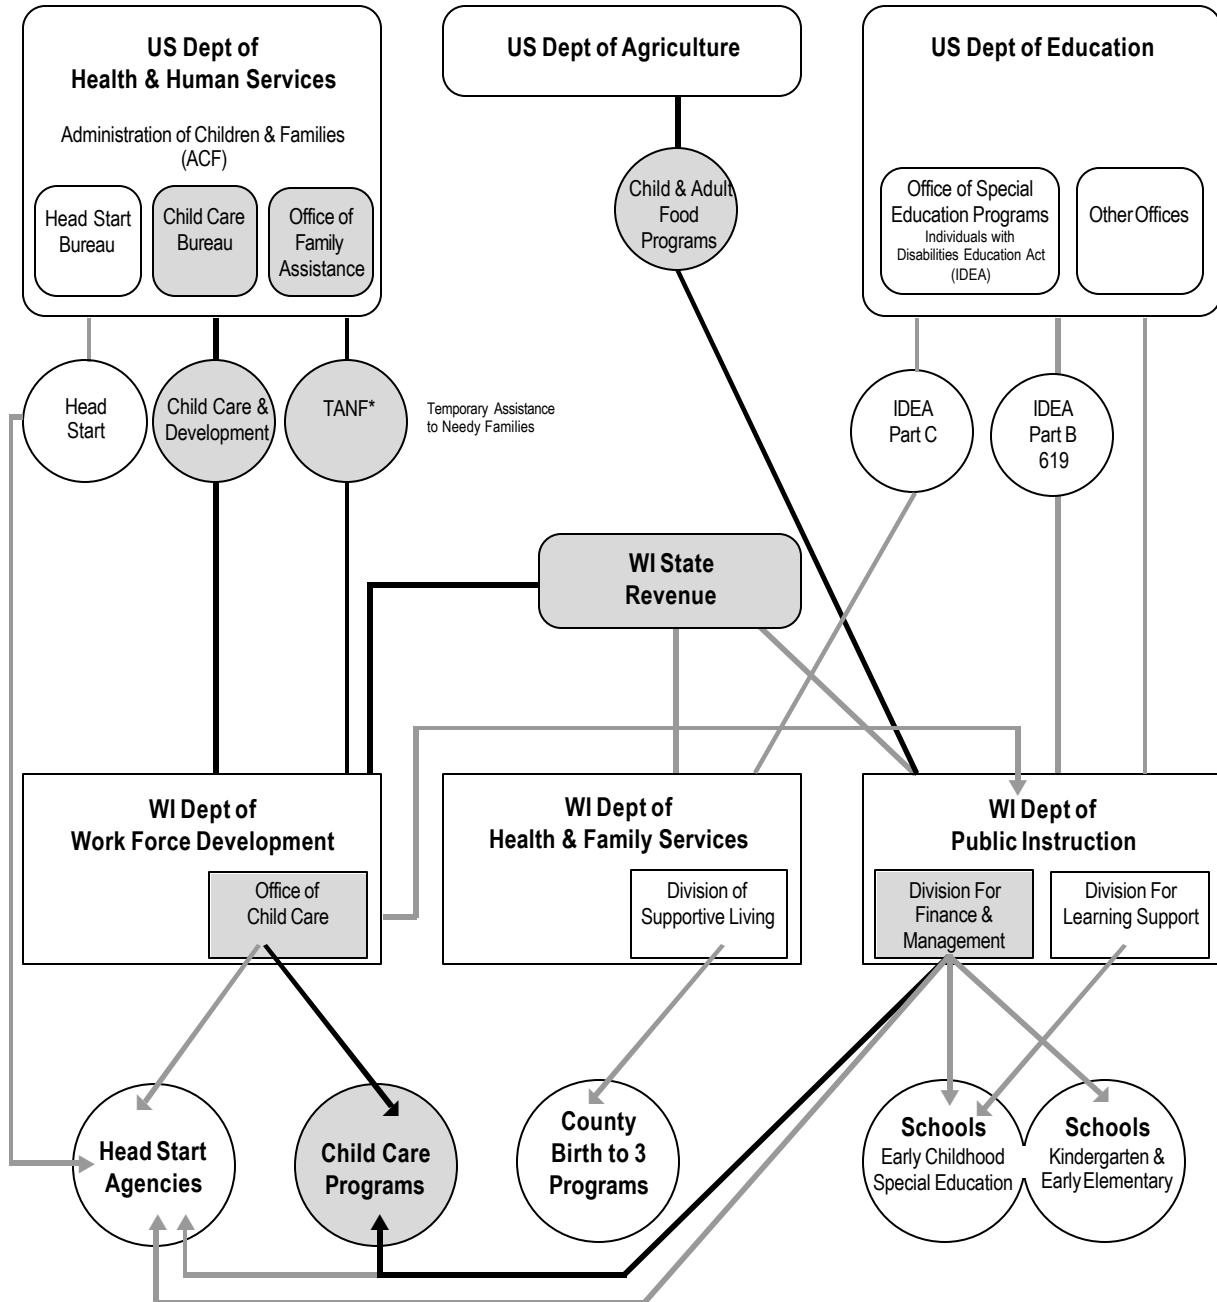 US Dept of
Health & Human Services
Administration of Children & Families
(ACF)
Head Start
Bureau
Child Care
Bureau
Office of
Family
Assistance
US Dept of Agriculture
Child & Adult
Food
Programs
US Dept of Education
Office of Special
Education Programs
Individuals with
Disabilities Education Act
(IDEA)
Other Offices
Head
Start
Child Care &
Development
TANF*
Temporary Assistance
to Needy Families
IDEA
Part C
IDEA
Part B
619
WI State
Revenue
WI Dept of
Work Force Development
Office of
Child Care
WI Dept of
Health & Family Services
Division of
Supportive Living
WI Dept of
Public Instruction
Division For
Finance &
Management
Division For
Learning Support
Head Start
Agencies
Child Care
Programs
County
Birth to 3
Programs
Schools
Early Childhood
Special Education
Schools
Kindergarten &
Early Elementary